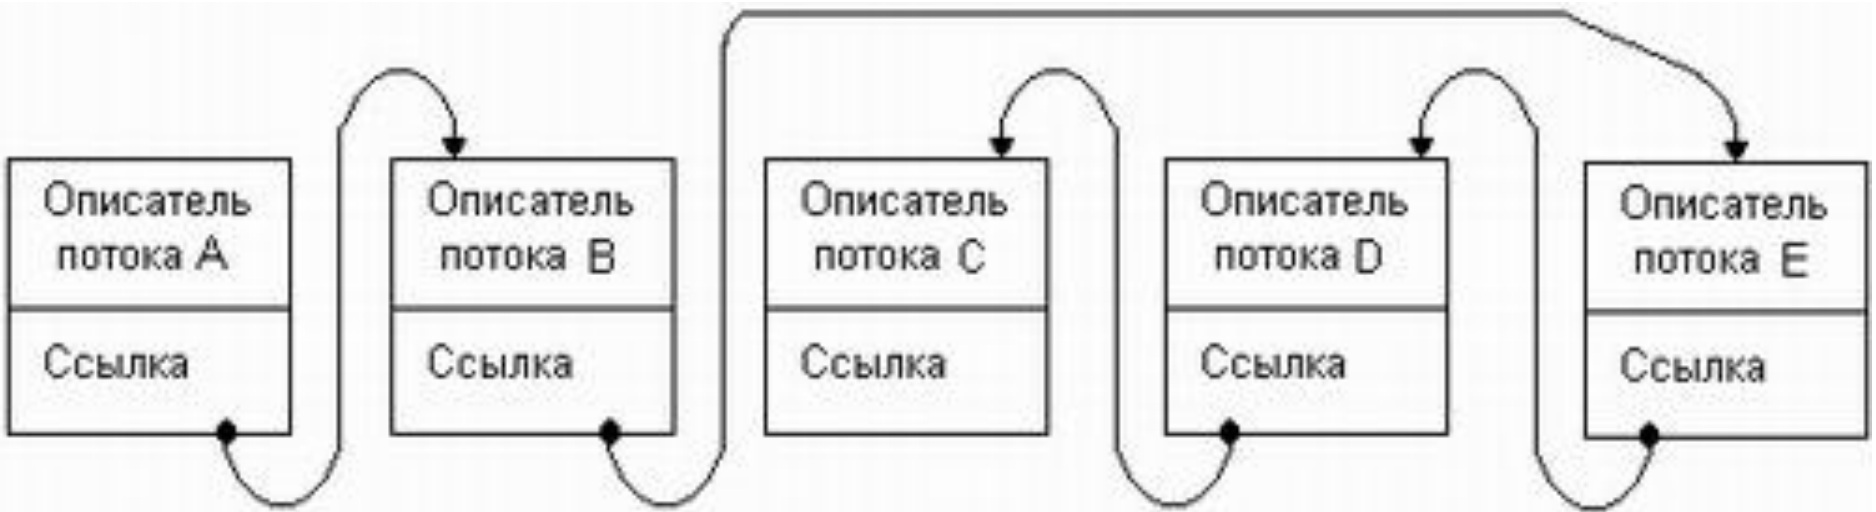 Описатель
потока A
Ссылка
Описатель
потока B
Ссылка
Описатель
потока C
Ссылка
Описатель
потока D
Ссылка
Описатель
потока E
Ссылка